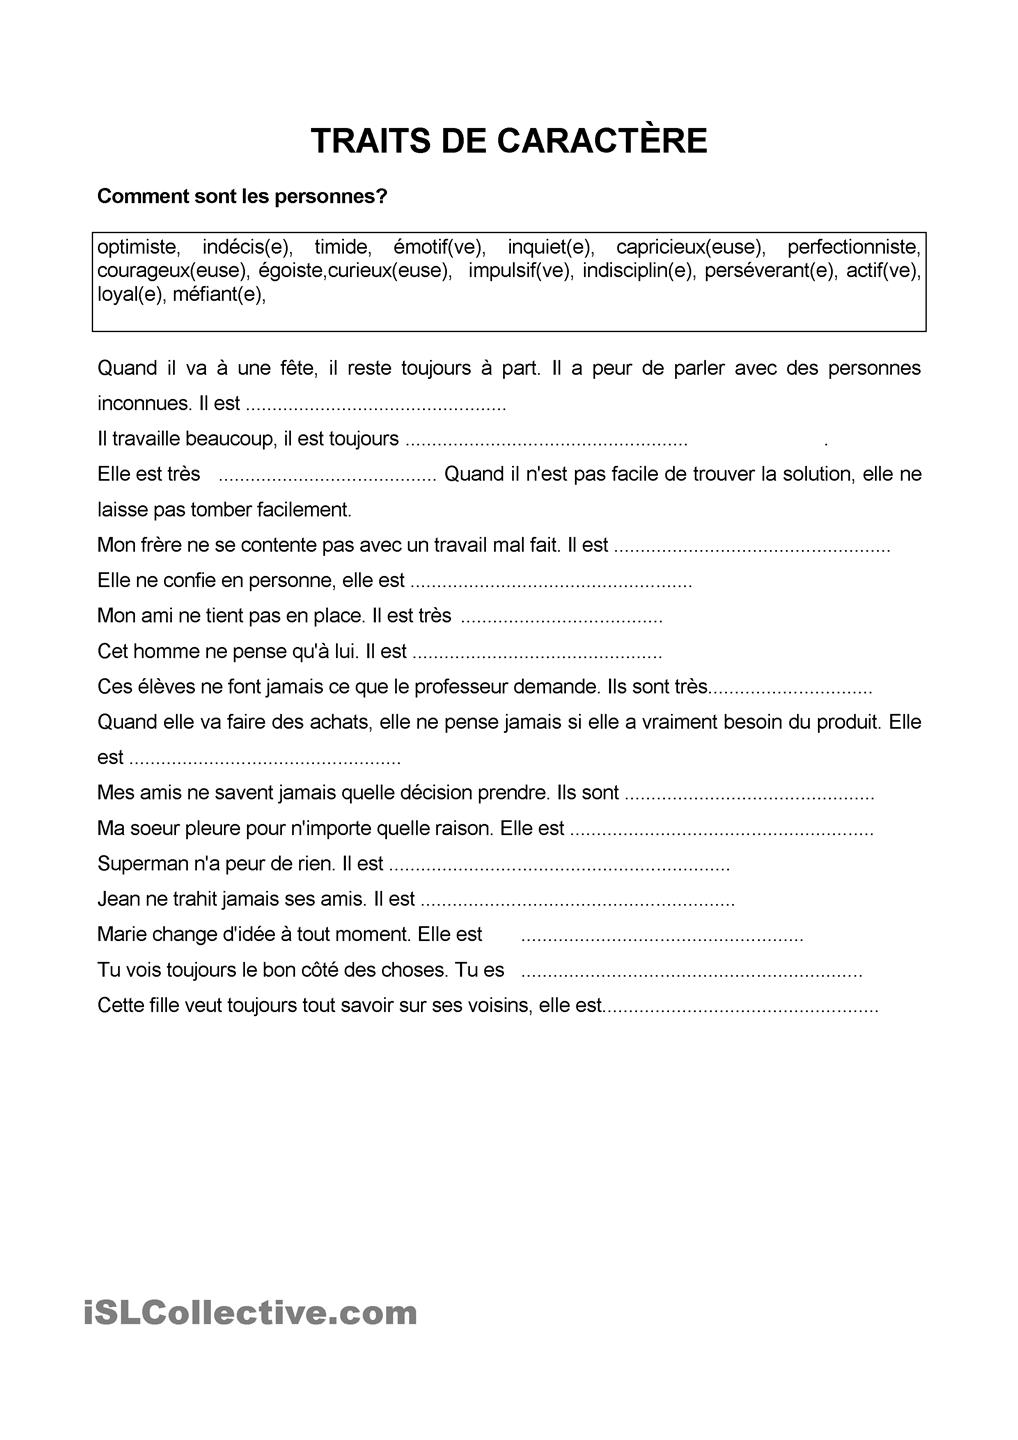 TRAITS DE CARACTÈRE
Comment sont les personnes?
optimiste, indécis(e), timide, émotif(ve), inquiet(e), capricieux(euse), perfectionniste,
courageux(euse), égoiste,curieux(euse), impulsif(ve), indisciplin(e), perséverant(e), actif(ve),
loyal(e), méfiant(e),
Quand il va à une fête, il reste toujours à part. Il a peur de parler avec des personnes
inconnues. Il est .................................................
Il travaille beaucoup, il est toujours ..................................................... .
Elle est très ......................................... Quand il n'est pas facile de trouver la solution, elle ne
laisse pas tomber facilement.
Mon frère ne se contente pas avec un travail mal fait. Il est ....................................................
Elle ne confie en personne, elle est .....................................................
Mon ami ne tient pas en place. Il est très ......................................
Cet homme ne pense qu'à lui. Il est ...............................................
Ces élèves ne font jamais ce que le professeur demande. Ils sont très...............................
Quand elle va faire des achats, elle ne pense jamais si elle a vraiment besoin du produit. Elle
est ...................................................
Mes amis ne savent jamais quelle décision prendre. Ils sont ...............................................
Ma soeur pleure pour n'importe quelle raison. Elle est .........................................................
Superman n'a peur de rien. Il est ................................................................
Jean ne trahit jamais ses amis. Il est ...........................................................
Marie change d'idée à tout moment. Elle est .....................................................
Tu vois toujours le bon côté des choses. Tu es ................................................................
Cette fille veut toujours tout savoir sur ses voisins, elle est....................................................
iSLCollective.com